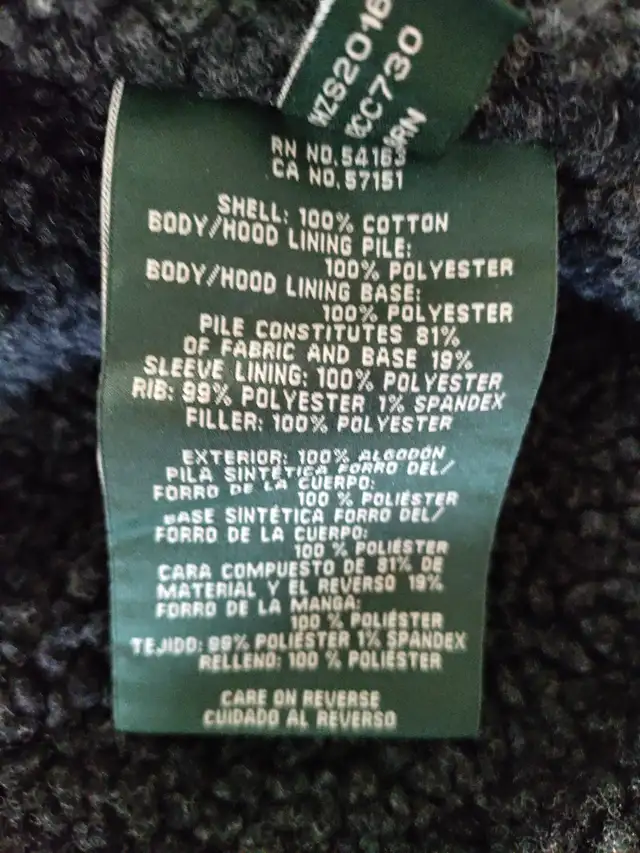 WZS2016
CC730
RN NO.54163
CA NO.57151
SHELL: 100% COTTON
BODY/HOOD LINING PILE:
100% POLYESTER
BODY/HOOD LINING BASE:
100% POLYESTER
PILE CONSTITUTES 81%
OF FABRIC AND BASE 19%
SLEEVE LINING: 100% POLYESTER
RIB: 99% POLYESTER 1% SPANDEX
FILLER: 100% POLYESTER
EXTERIOR: 100% ALGODÓN
PILA SINTÉTICA FORRO DEL/
FORRO DE LA CUERPO:
100 % POLIÉSTER
BASE SINTÉTICA FORRO DEL/
FORRO DE LA CUERPO:
100 % POLIÉSTER
CARA COMPUESTO DE 81% DE
MATERIAL Y EL REVERSO 19%
FORRO DE LA MANGA:
100 % POLIÉSTER
TEJIDO: 99% POLIÉSTER 1% SPANDEX
RELLENO: 100 % POLIÉSTER
CARE ON REVERSE
CUIDADO AL REVERSO